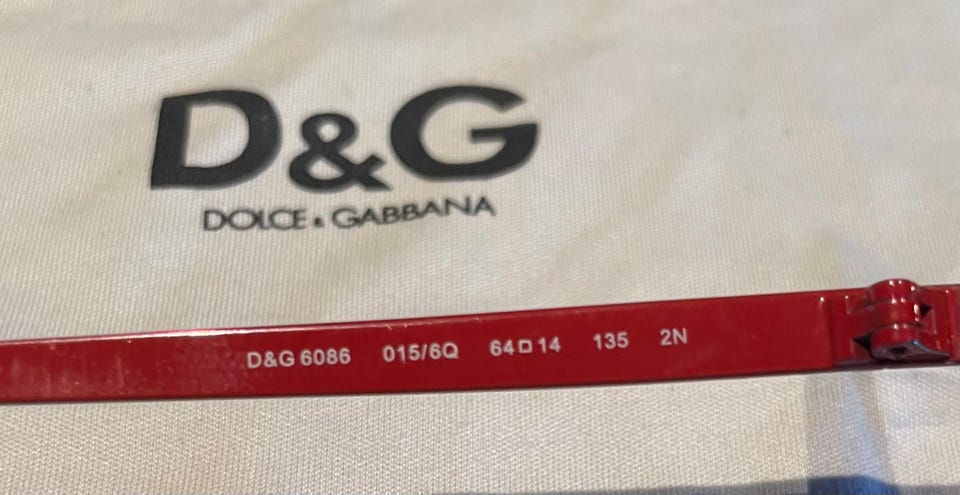 D&G
DOLCE & GABBANA
D&G 6086 015/6Q 64□14 135 2N